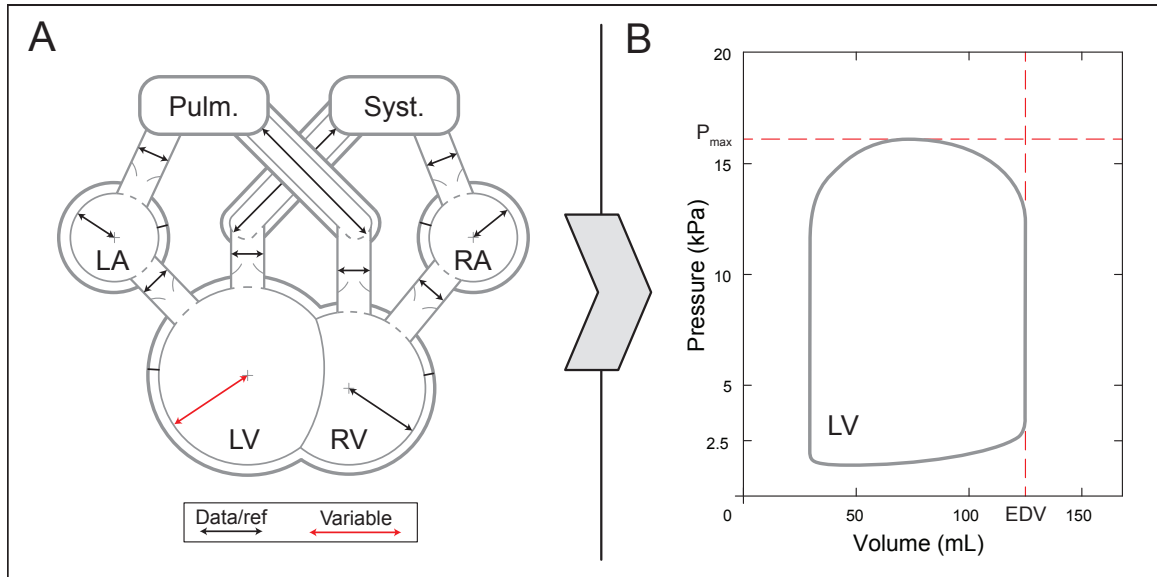 A
Pulm.
Syst.
LA
RA
LV
RV
Data/ref
Variable
B
20
P max
15
10
5
2.5
0
LV
50
100
EDV
150
Pressure (kPa)
Volume (mL)